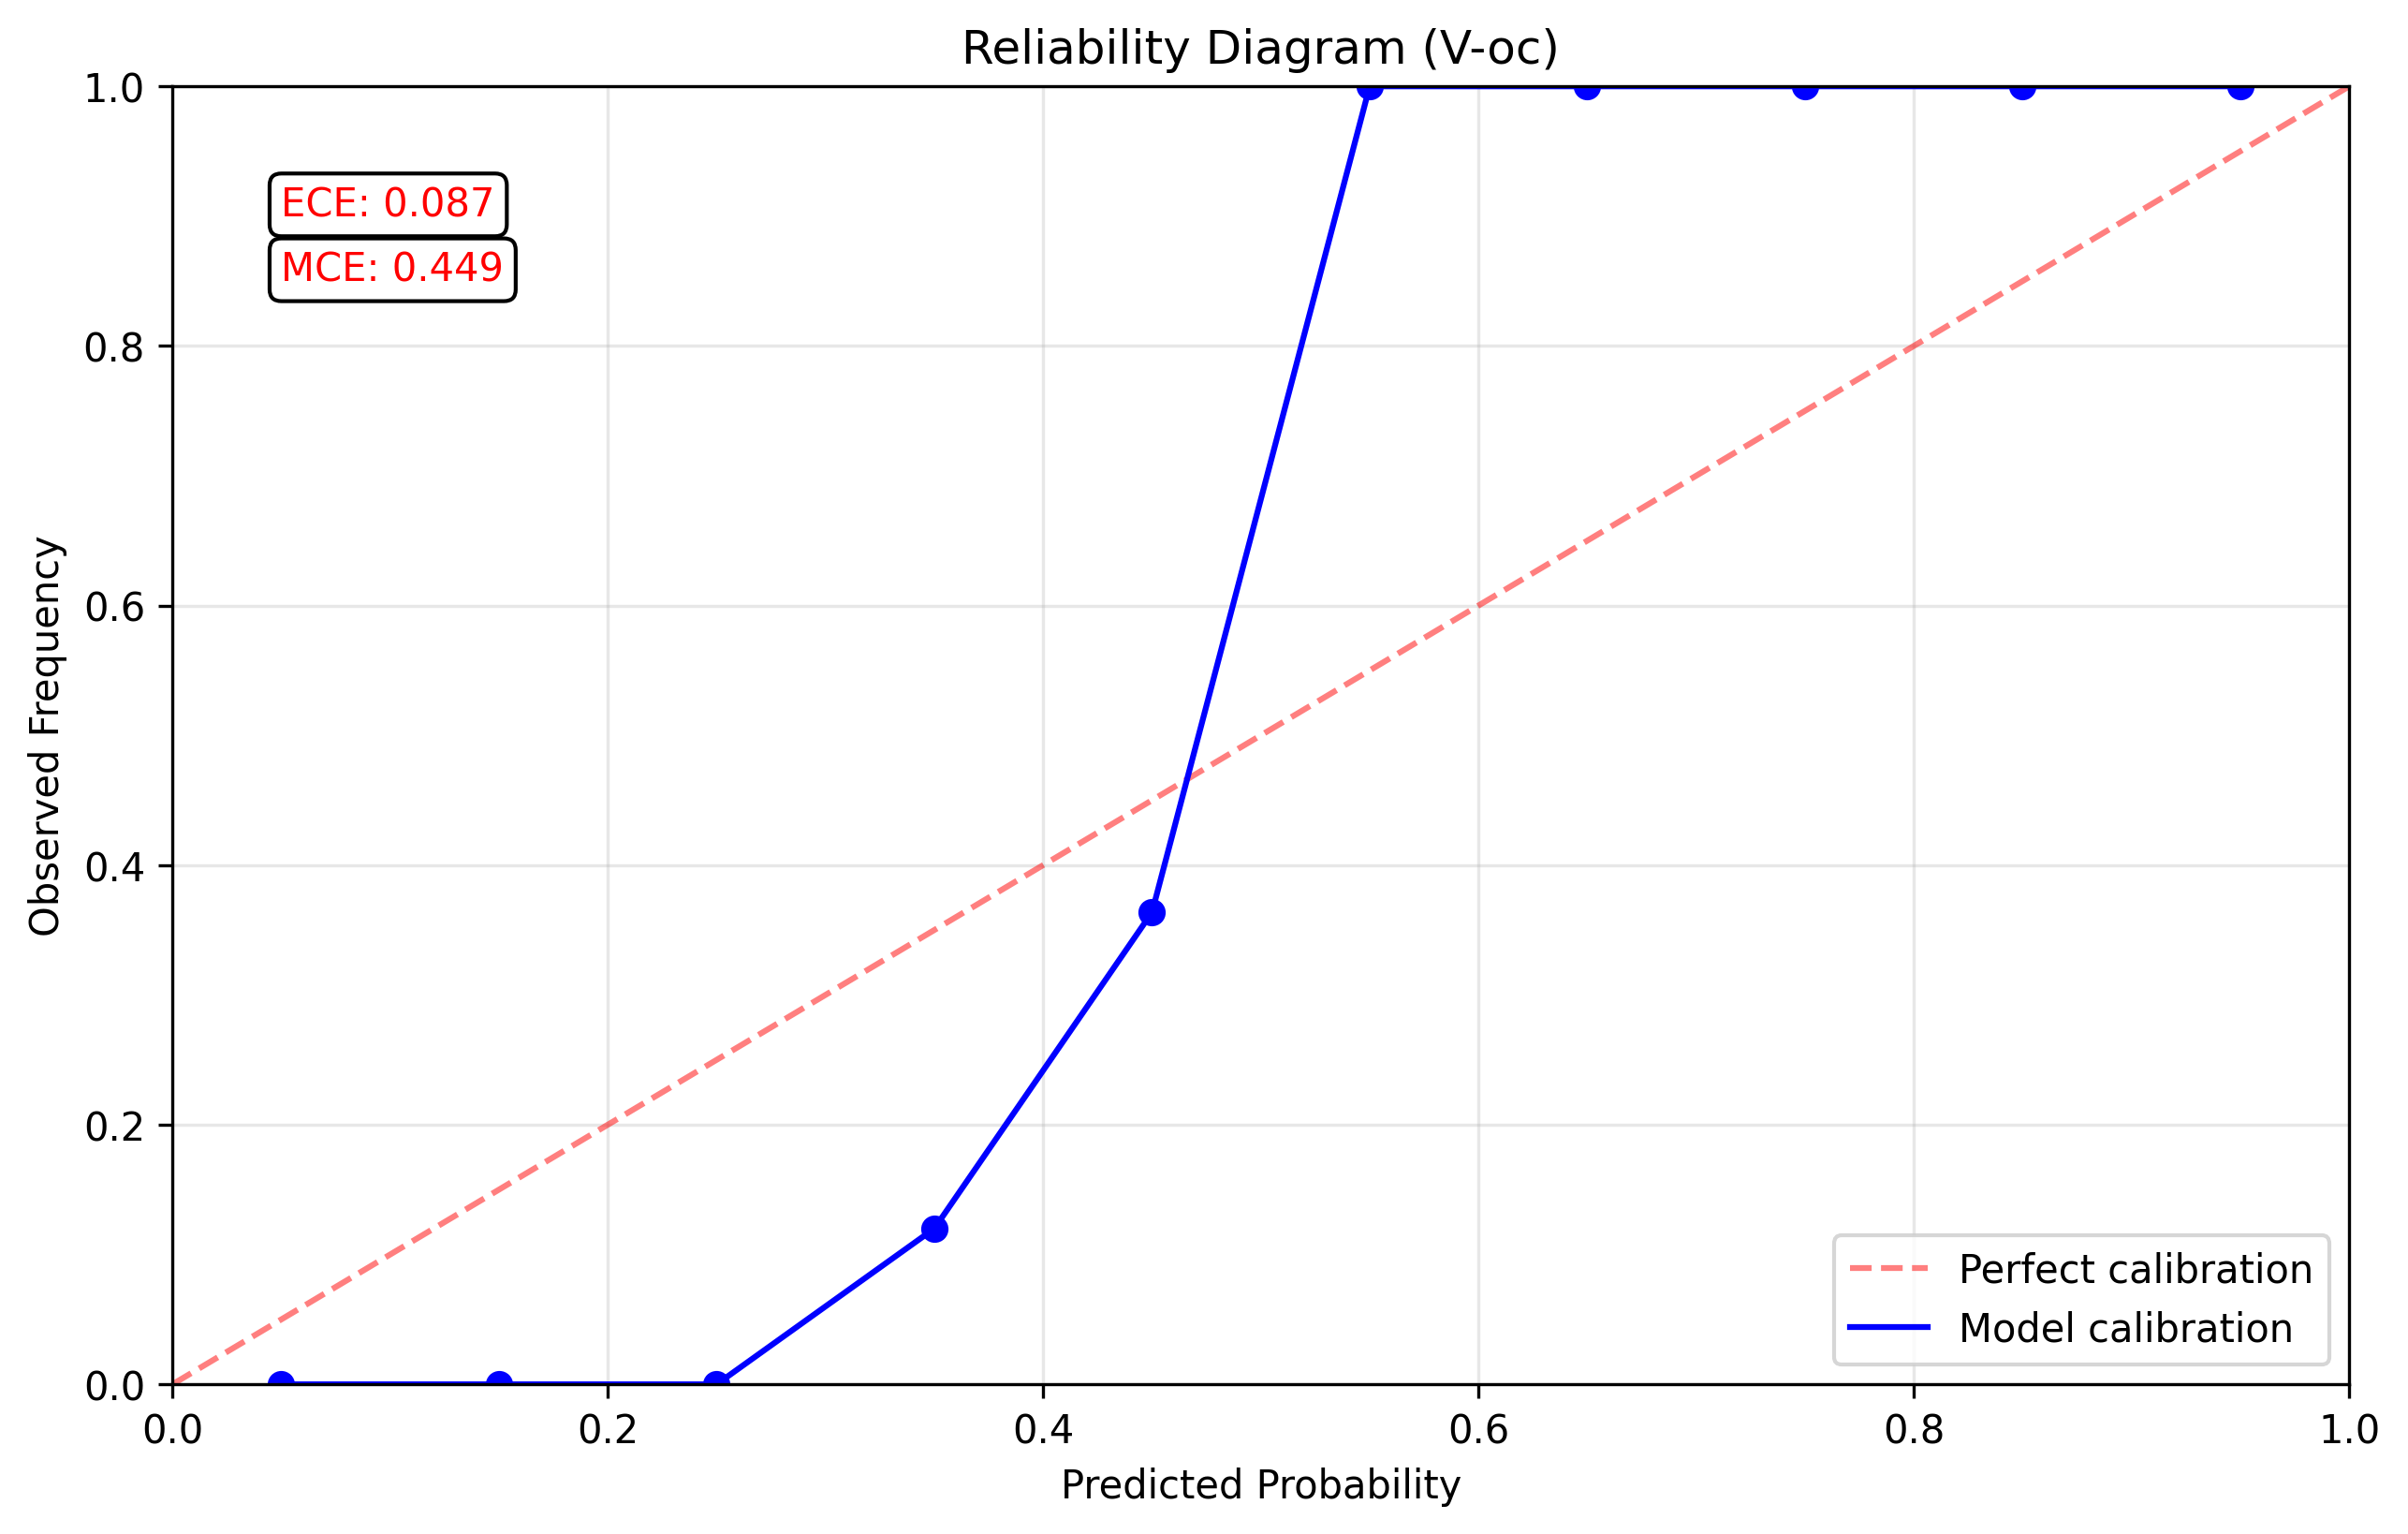 Reliability Diagram (V-oc)
1.0
0.8
0.6
0.4
0.2
0.0
Observed Frequency
ECE: 0.087
MCE: 0.449
Perfect calibration
Model calibration
0.0 0.2 0.4 0.6 0.8 1.0
Predicted Probability